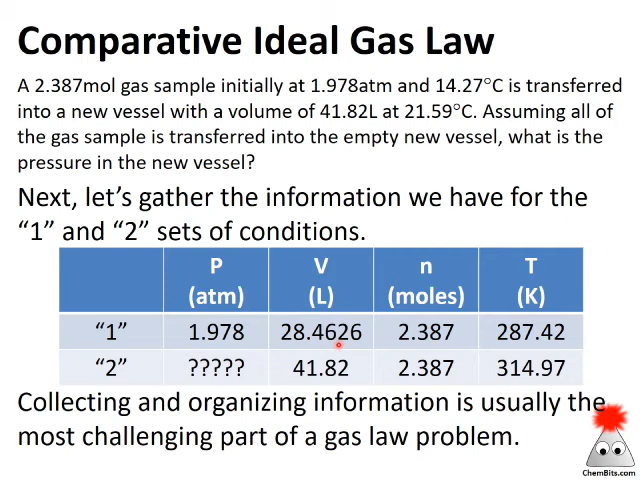 Comparative Ideal Gas Law
A 2.387mol gas sample initially at 1.978atm and 14.27°C is transferred
into a new vessel with a volume of 41.82L at 21.59°C. Assuming all of
the gas sample is transferred into the empty new vessel, what is the
pressure in the new vessel?
Next, let's gather the information we have for the
“1” and “2” sets of conditions.
P (atm) V (L) n (moles) T (K)
“1” 1.978 28.4626 2.387 287.42
“2” ????? 41.82 2.387 314.97
Collecting and organizing information is usually the
most challenging part of a gas law problem.
ChemBits.com